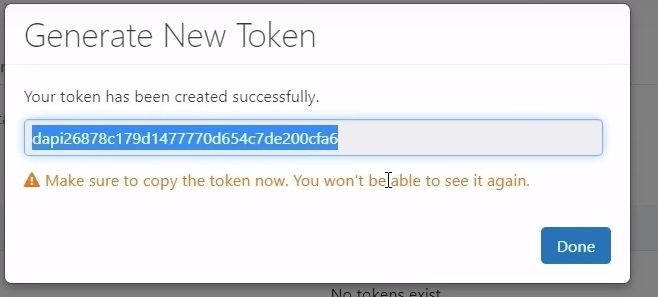 Generate New Token
Your token has been created successfully.
dapi26878c179d1477770d654c7de200cfa6
Make sure to copy the token now. You won't be able to see it again.
Done
No tokens exist